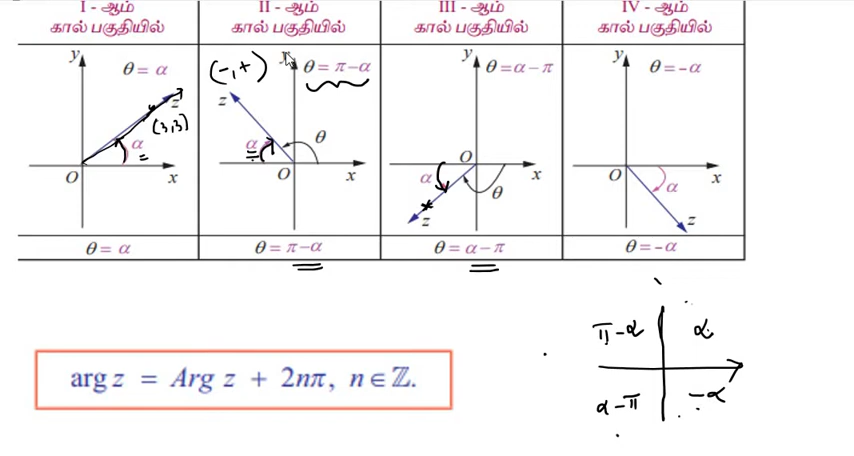 I - ஆம் II - ஆம் III - ஆம் IV - ஆம்
கால் பகுதியில் கால் பகுதியில் கால் பகுதியில் கால் பகுதியில்
y θ = α z (3,3) α O x
(-,+) y θ = π−α z α θ O x
y θ = α−π O x α θ z
y θ = −α O x α z
θ = α θ = π−α θ = α−π θ = −α
π-α α
α-π -α
arg z = Arg z + 2nπ, n ∈ ℤ.